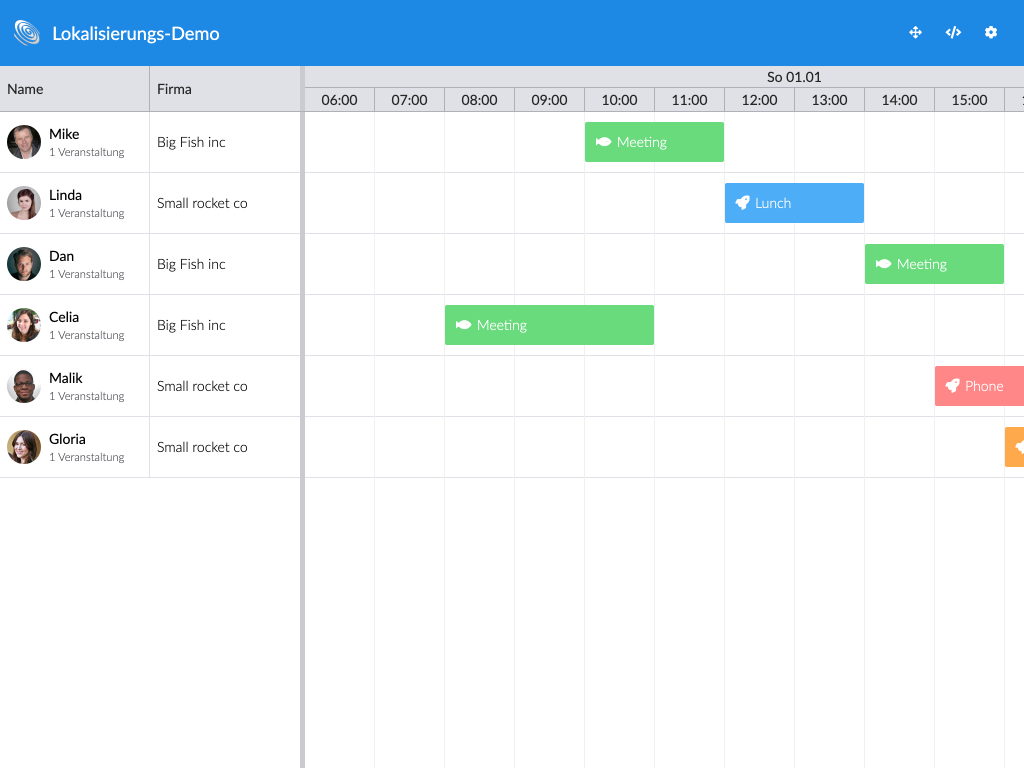 Lokalisierungs-Demo
Name Firma So 01.01
06:00 07:00 08:00 09:00 10:00 11:00 12:00 13:00 14:00 15:00
Mike
1 Veranstaltung
Big Fish inc
Meeting
Linda
1 Veranstaltung
Small rocket co
Lunch
Dan
1 Veranstaltung
Big Fish inc
Meeting
Celia
1 Veranstaltung
Big Fish inc
Meeting
Malik
1 Veranstaltung
Small rocket co
Phone
Gloria
1 Veranstaltung
Small rocket co